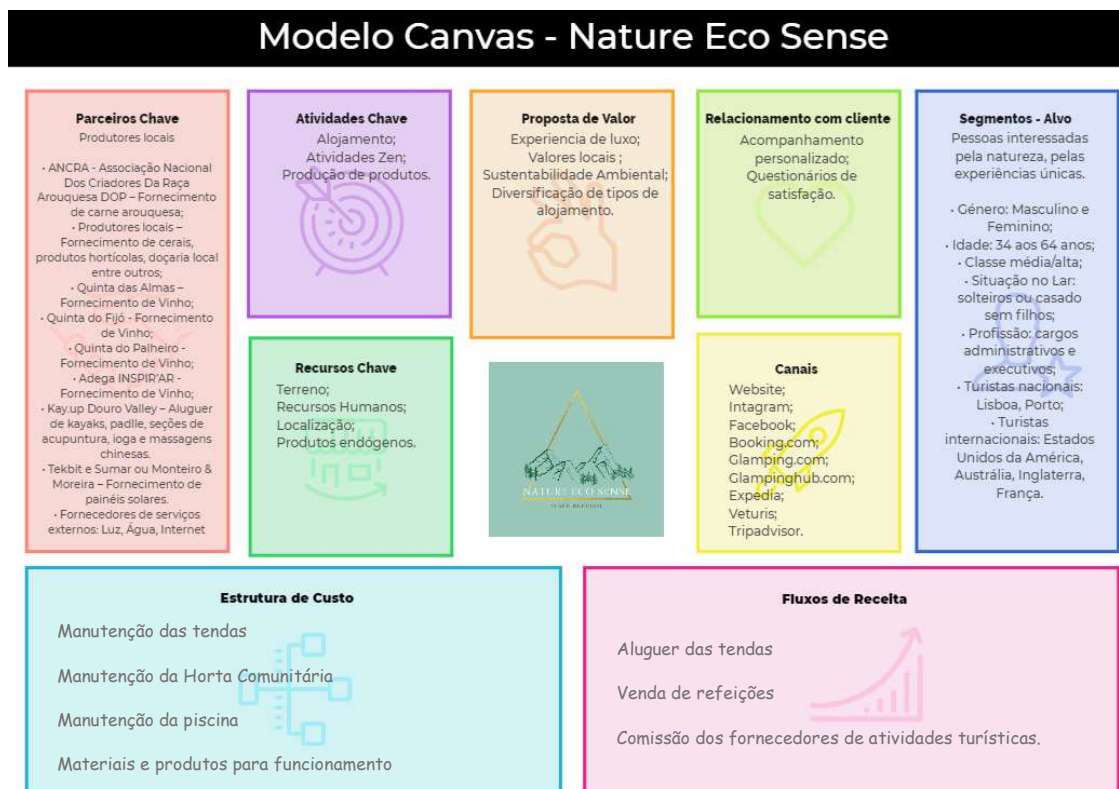 Modelo Canvas - Nature Eco Sense
Parceiros Chave
Produtores locais
• ANCRA - Associação Nacional
Dos Criadores Da Raça
Arouquesa DOP – Fornecimento
de carne arouquesa;
• Produtores locais –
Fornecimento de cerais,
produtos hortícolas, doçaria local
entre outros;
• Quinta das Almas –
Fornecimento de Vinho;
• Quinta do Fijó - Fornecimento
de Vinho;
• Quinta do Palheiro -
Fornecimento de Vinho;
• Adega INSPIR'AR -
Fornecimento de Vinho;
• Kay.up Douro Valley – Aluguer
de kayaks, padlle, seções de
acupuntura, ioga e massagens
chinesas.
• Tekbit e Sumar ou Monteiro &
Moreira – Fornecimento de
painéis solares.
• Fornecedores de serviços
externos: Luz, Água, Internet
Atividades Chave
Alojamento;
Atividades Zen;
Produção de produtos.
Recursos Chave
Terreno;
Recursos Humanos;
Localização;
Produtos endógenos.
Proposta de Valor
Experiencia de luxo;
Valores locais ;
Sustentabilidade Ambiental;
Diversificação de tipos de
alojamento.
NATURE ECO SENSE
Relacionamento com cliente
Acompanhamento
personalizado;
Questionários de
satisfação.
Canais
Website;
Intagram;
Facebook;
Booking.com;
Glamping.com;
Glampinghub.com;
Expedia;
Veturis;
Tripadvisor.
Segmentos - Alvo
Pessoas interessadas
pela natureza, pelas
experiências únicas.
• Género: Masculino e
Feminino;
• Idade: 34 aos 64 anos;
• Classe média/alta;
• Situação no Lar:
solteiros ou casado
sem filhos;
• Profissão: cargos
administrativos e
executivos;
• Turistas nacionais:
Lisboa, Porto;
• Turistas
internacionais: Estados
Unidos da América,
Austrália, Inglaterra,
França.
Estrutura de Custo
Manutenção das tendas
Manutenção da Horta Comunitária
Manutenção da piscina
Materiais e produtos para funcionamento
Fluxos de Receita
Aluguer das tendas
Venda de refeições
Comissão dos fornecedores de atividades turísticas.